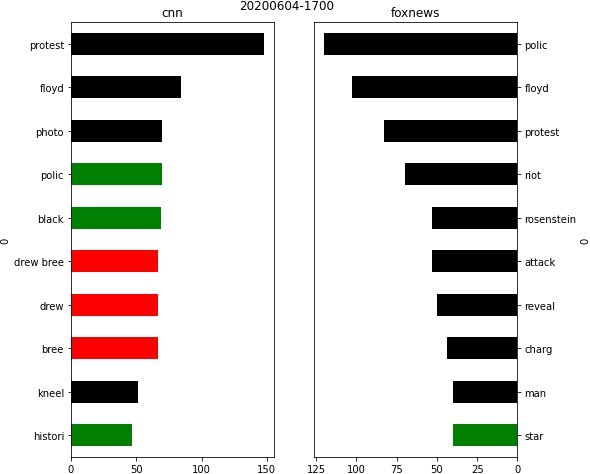 20200604-1700
cnn
foxnews
protest
floyd
photo
polic
black
drew bree
drew
bree
kneel
histori
0
0 50 100 150
polic
floyd
protest
riot
rosenstein
attack
reveal
charg
man
star
0
125 100 75 50 25 0